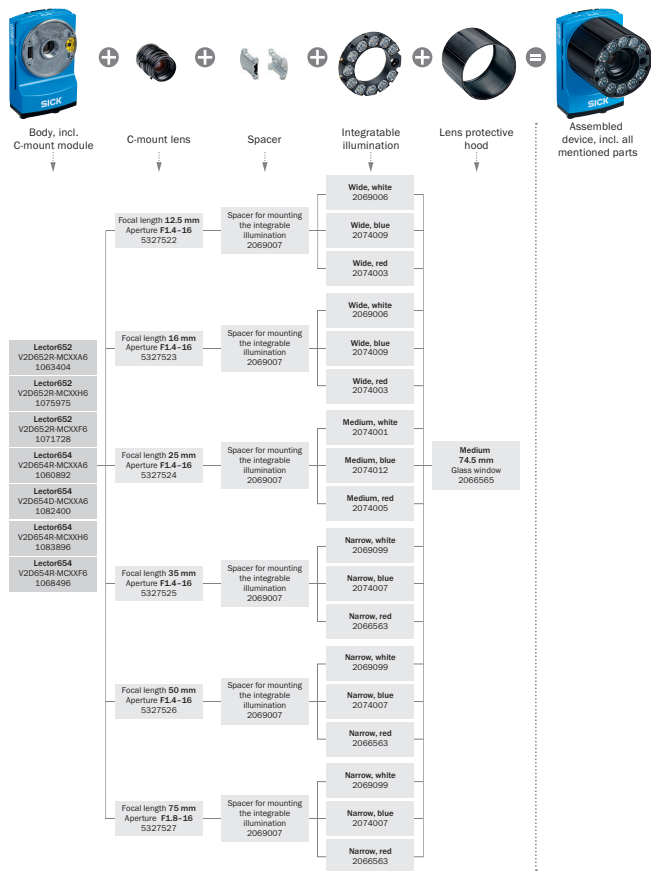 SICK
SICK
Body, incl.
C-mount module
C-mount lens
Spacer
Integratable
illumination
Lens protective
hood
Assembled
device, incl. all
mentioned parts
Lector652
V2D652R-MCXXA6
1063404
Lector652
V2D652R-MCXXH6
1075975
Lector652
V2D652R-MCXXF6
1071728
Lector654
V2D654R-MCXXA6
1060892
Lector654
V2D654D-MCXXA6
1082400
Lector654
V2D654R-MCXXH6
1083896
Lector654
V2D654R-MCXXF6
1068496
Focal length 12.5 mm
Aperture F1.4–16
5327522
Spacer for mounting
the integrable
illumination
2069007
Wide, white
2069006
Wide, blue
2074009
Wide, red
2074003
Focal length 16 mm
Aperture F1.4–16
5327523
Spacer for mounting
the integrable
illumination
2069007
Wide, white
2069006
Wide, blue
2074009
Wide, red
2074003
Focal length 25 mm
Aperture F1.4–16
5327524
Spacer for mounting
the integrable
illumination
2069007
Medium, white
2074001
Medium, blue
2074012
Medium, red
2074005
Focal length 35 mm
Aperture F1.4–16
5327525
Spacer for mounting
the integrable
illumination
2069007
Narrow, white
2069099
Narrow, blue
2074007
Narrow, red
2066563
Focal length 50 mm
Aperture F1.4–16
5327526
Spacer for mounting
the integrable
illumination
2069007
Narrow, white
2069099
Narrow, blue
2074007
Narrow, red
2066563
Focal length 75 mm
Aperture F1.8–16
5327527
Spacer for mounting
the integrable
illumination
2069007
Narrow, white
2069099
Narrow, blue
2074007
Narrow, red
2066563
Medium
74.5 mm
Glass window
2066565